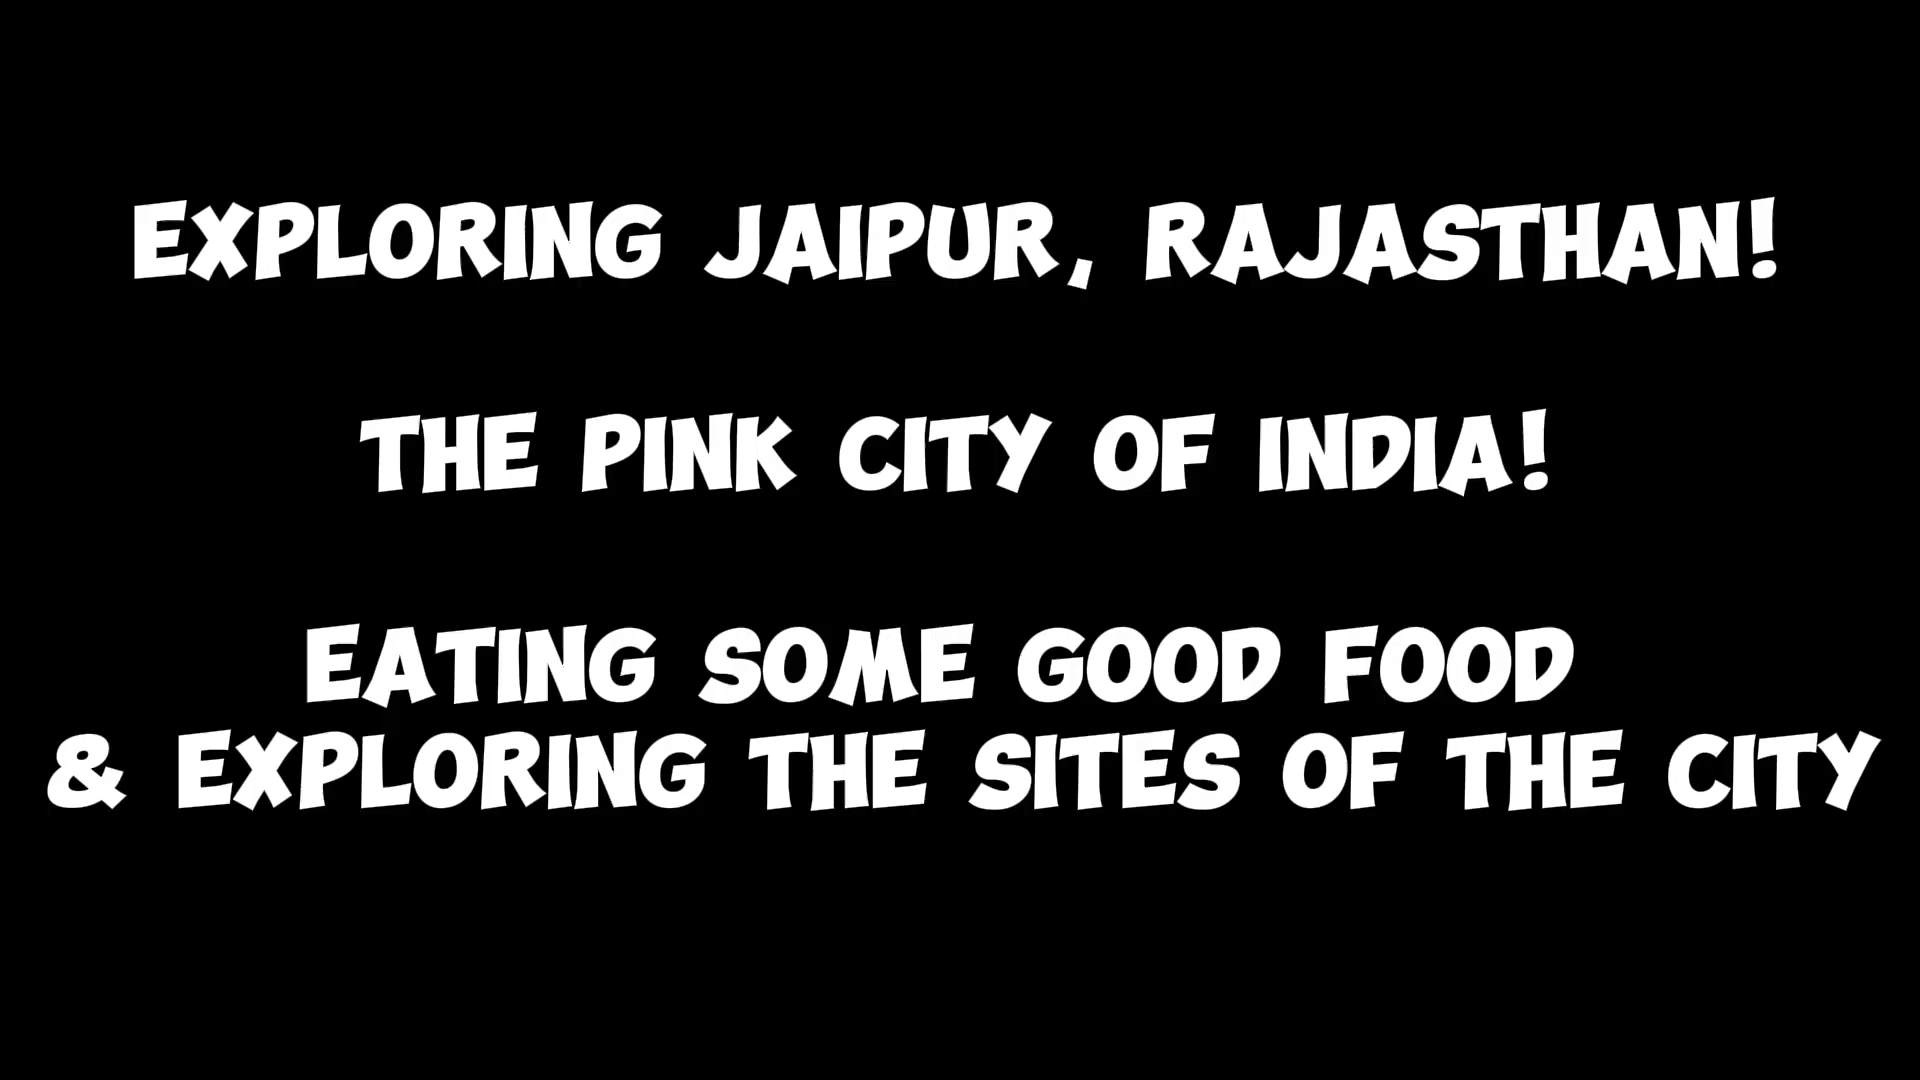 EXPLORING JAIPUR, RAJASTHAN!
THE PINK CITY OF INDIA!
EATING SOME GOOD FOOD
& EXPLORING THE SITES OF THE CITY